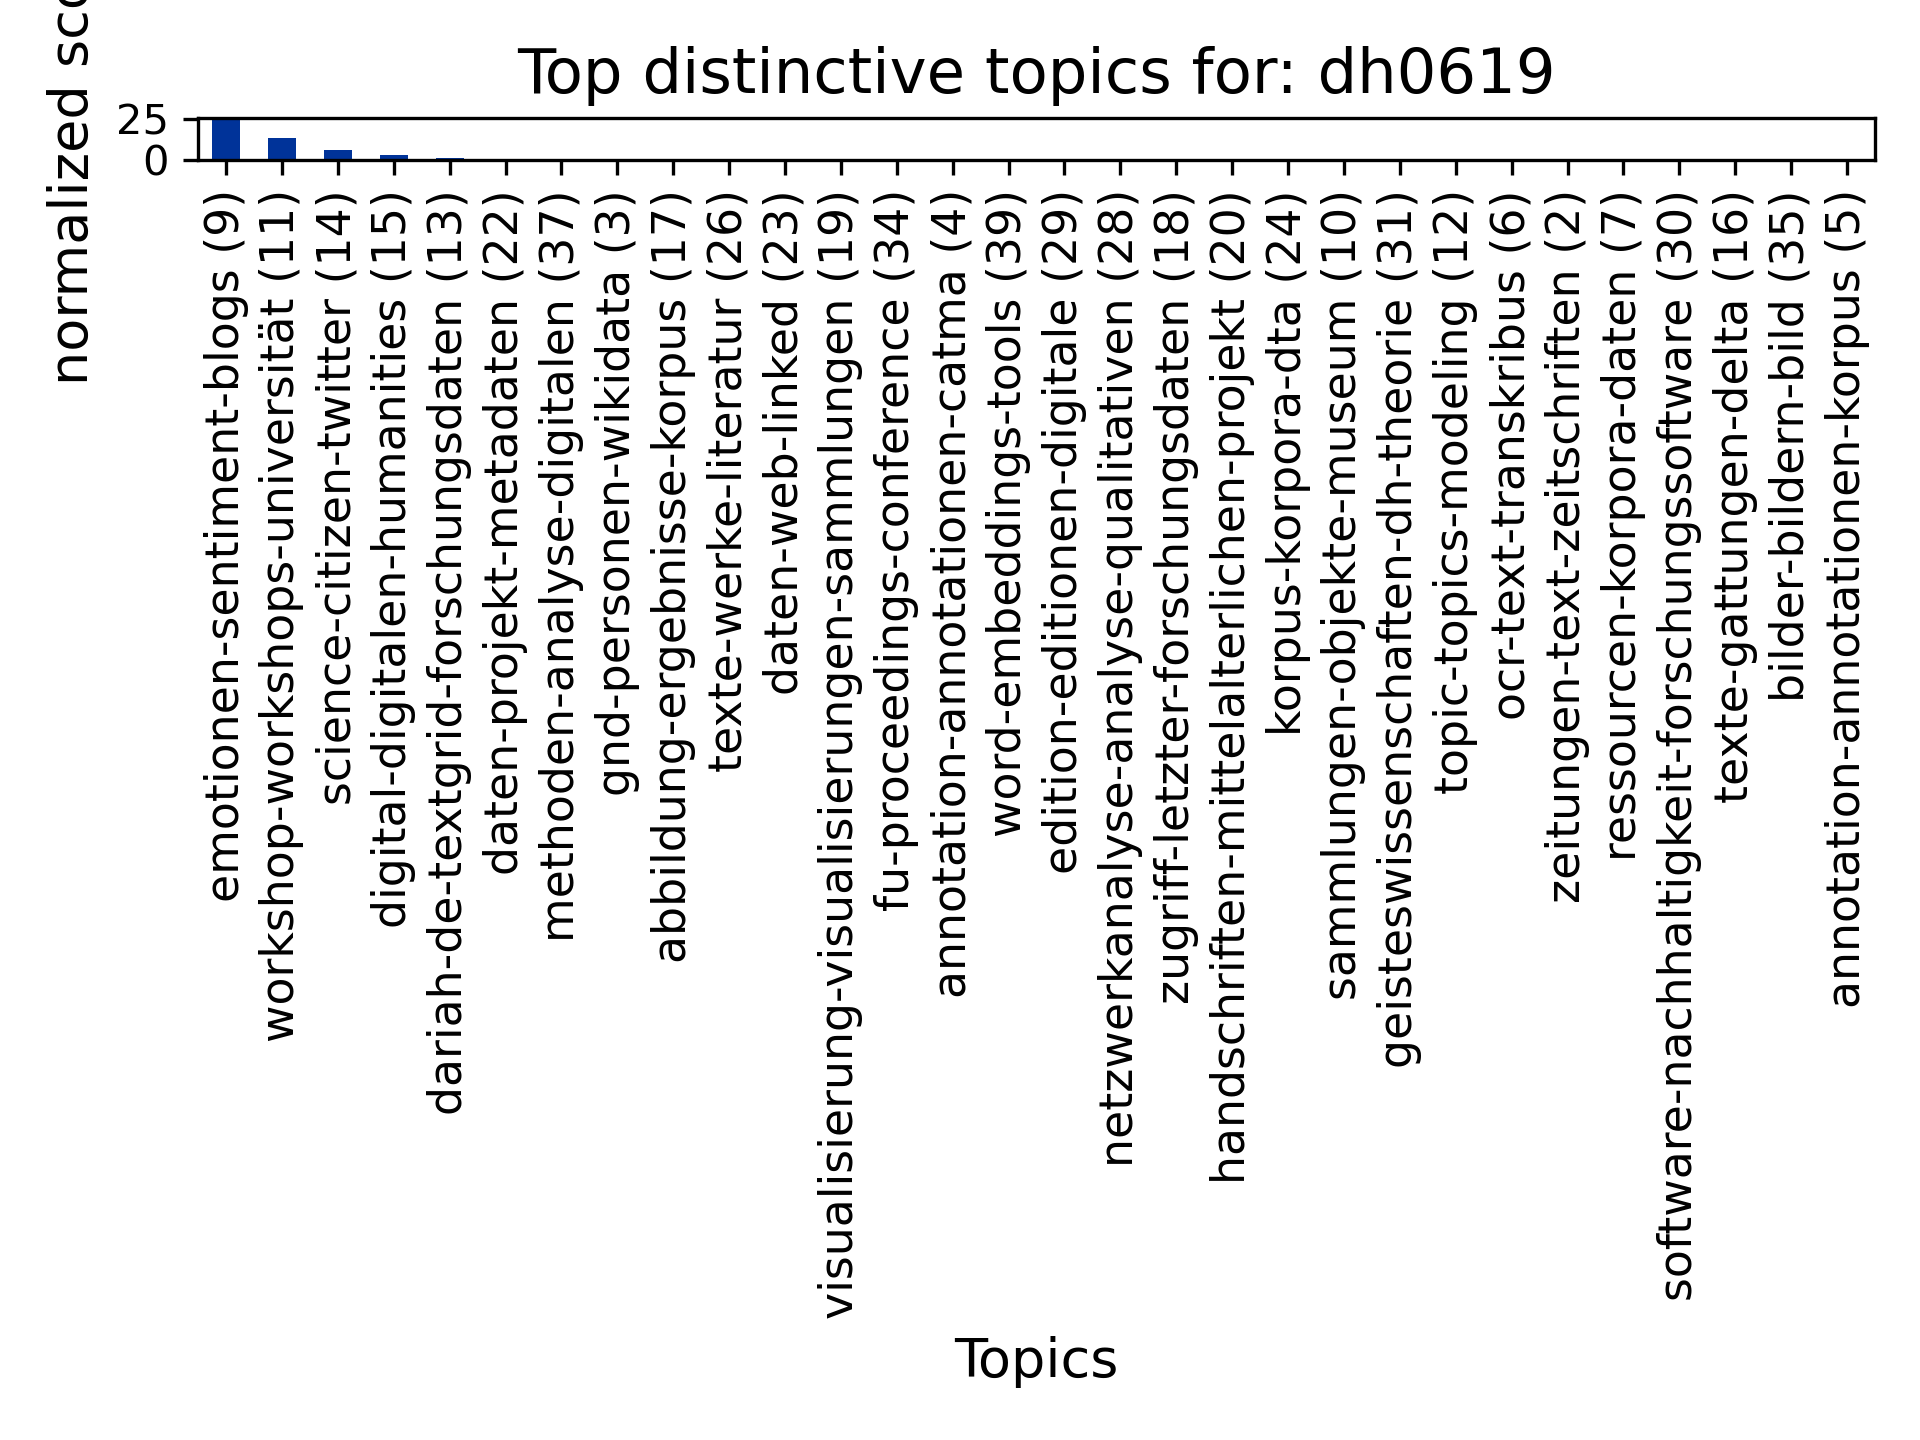 Top distinctive topics for: dh0619
normalized sco
25
0
emotionen-sentiment-blogs (9)
workshop-workshops-universität (11)
science-citizen-twitter (14)
digital-digitalen-humanities (15)
dariah-de-textgrid-forschungsdaten (13)
daten-projekt-metadaten (22)
methoden-analyse-digitalen (37)
gnd-personen-wikidata (3)
abbildung-ergebnisse-korpus (17)
texte-werke-literatur (26)
daten-web-linked (23)
visualisierung-visualisierungen-sammlungen (19)
fu-proceedings-conference (34)
annotation-annotationen-catma (4)
word-embeddings-tools (39)
edition-editionen-digitale (29)
netzwerkanalyse-analyse-qualitativen (28)
zugriff-letzter-forschungsdaten (18)
handschriften-mittelalterlichen-projekt (20)
korpus-korpora-dta (24)
sammlungen-objekte-museum (10)
geisteswissenschaften-dh-theorie (31)
topic-topics-modeling (12)
ocr-text-transkribus (6)
zeitungen-text-zeitschriften (2)
ressourcen-korpora-daten (7)
software-nachhaltigkeit-forschungssoftware (30)
texte-gattungen-delta (16)
bilder-bildern-bild (35)
annotation-annotationen-korpus (5)
Topics